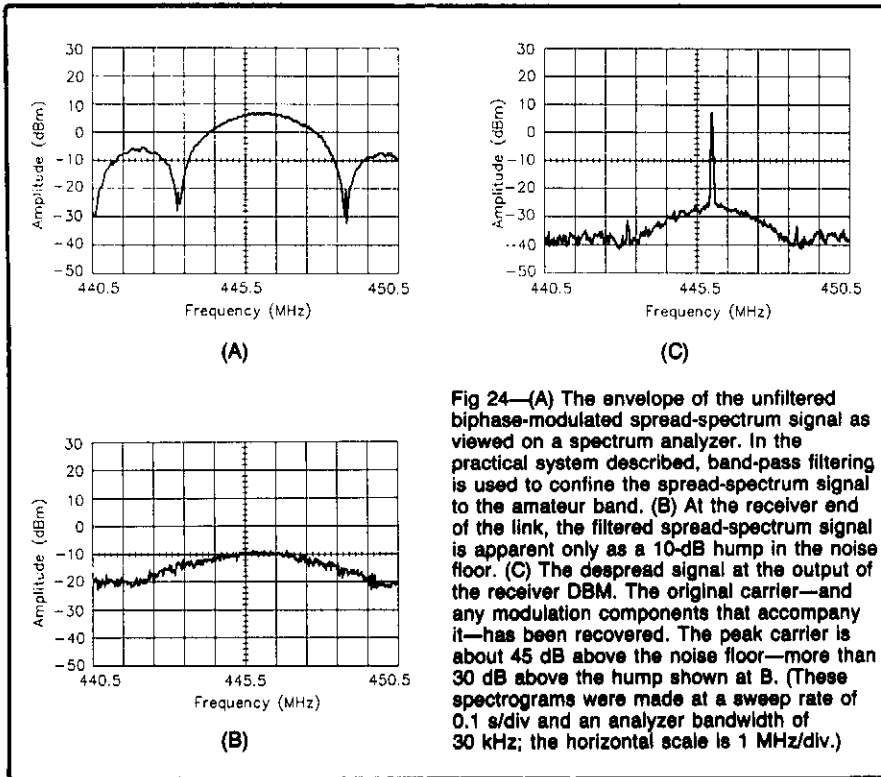 30
20
10
0
−10
−20
−30
−40
−50
Amplitude (dBm)
440.5
445.5
450.5
Frequency (MHz)
(A)
30
20
10
0
−10
−20
−30
−40
−50
Amplitude (dBm)
440.5
445.5
450.5
Frequency (MHz)
(C)
30
20
10
0
−10
−20
−30
−40
−50
Amplitude (dBm)
440.5
445.5
450.5
Frequency (MHz)
(B)
Fig 24—(A) The envelope of the unfiltered
biphase-modulated spread-spectrum signal as
viewed on a spectrum analyzer. In the
practical system described, band-pass filtering
is used to confine the spread-spectrum signal
to the amateur band. (B) At the receiver end
of the link, the filtered spread-spectrum signal
is apparent only as a 10-dB hump in the noise
floor. (C) The despread signal at the output of
the receiver DBM. The original carrier—and
any modulation components that accompany
it—has been recovered. The peak carrier is
about 45 dB above the noise floor—more than
30 dB above the hump shown at B. (These
spectrograms were made at a sweep rate of
0.1 s/div and an analyzer bandwidth of
30 kHz; the horizontal scale is 1 MHz/div.)